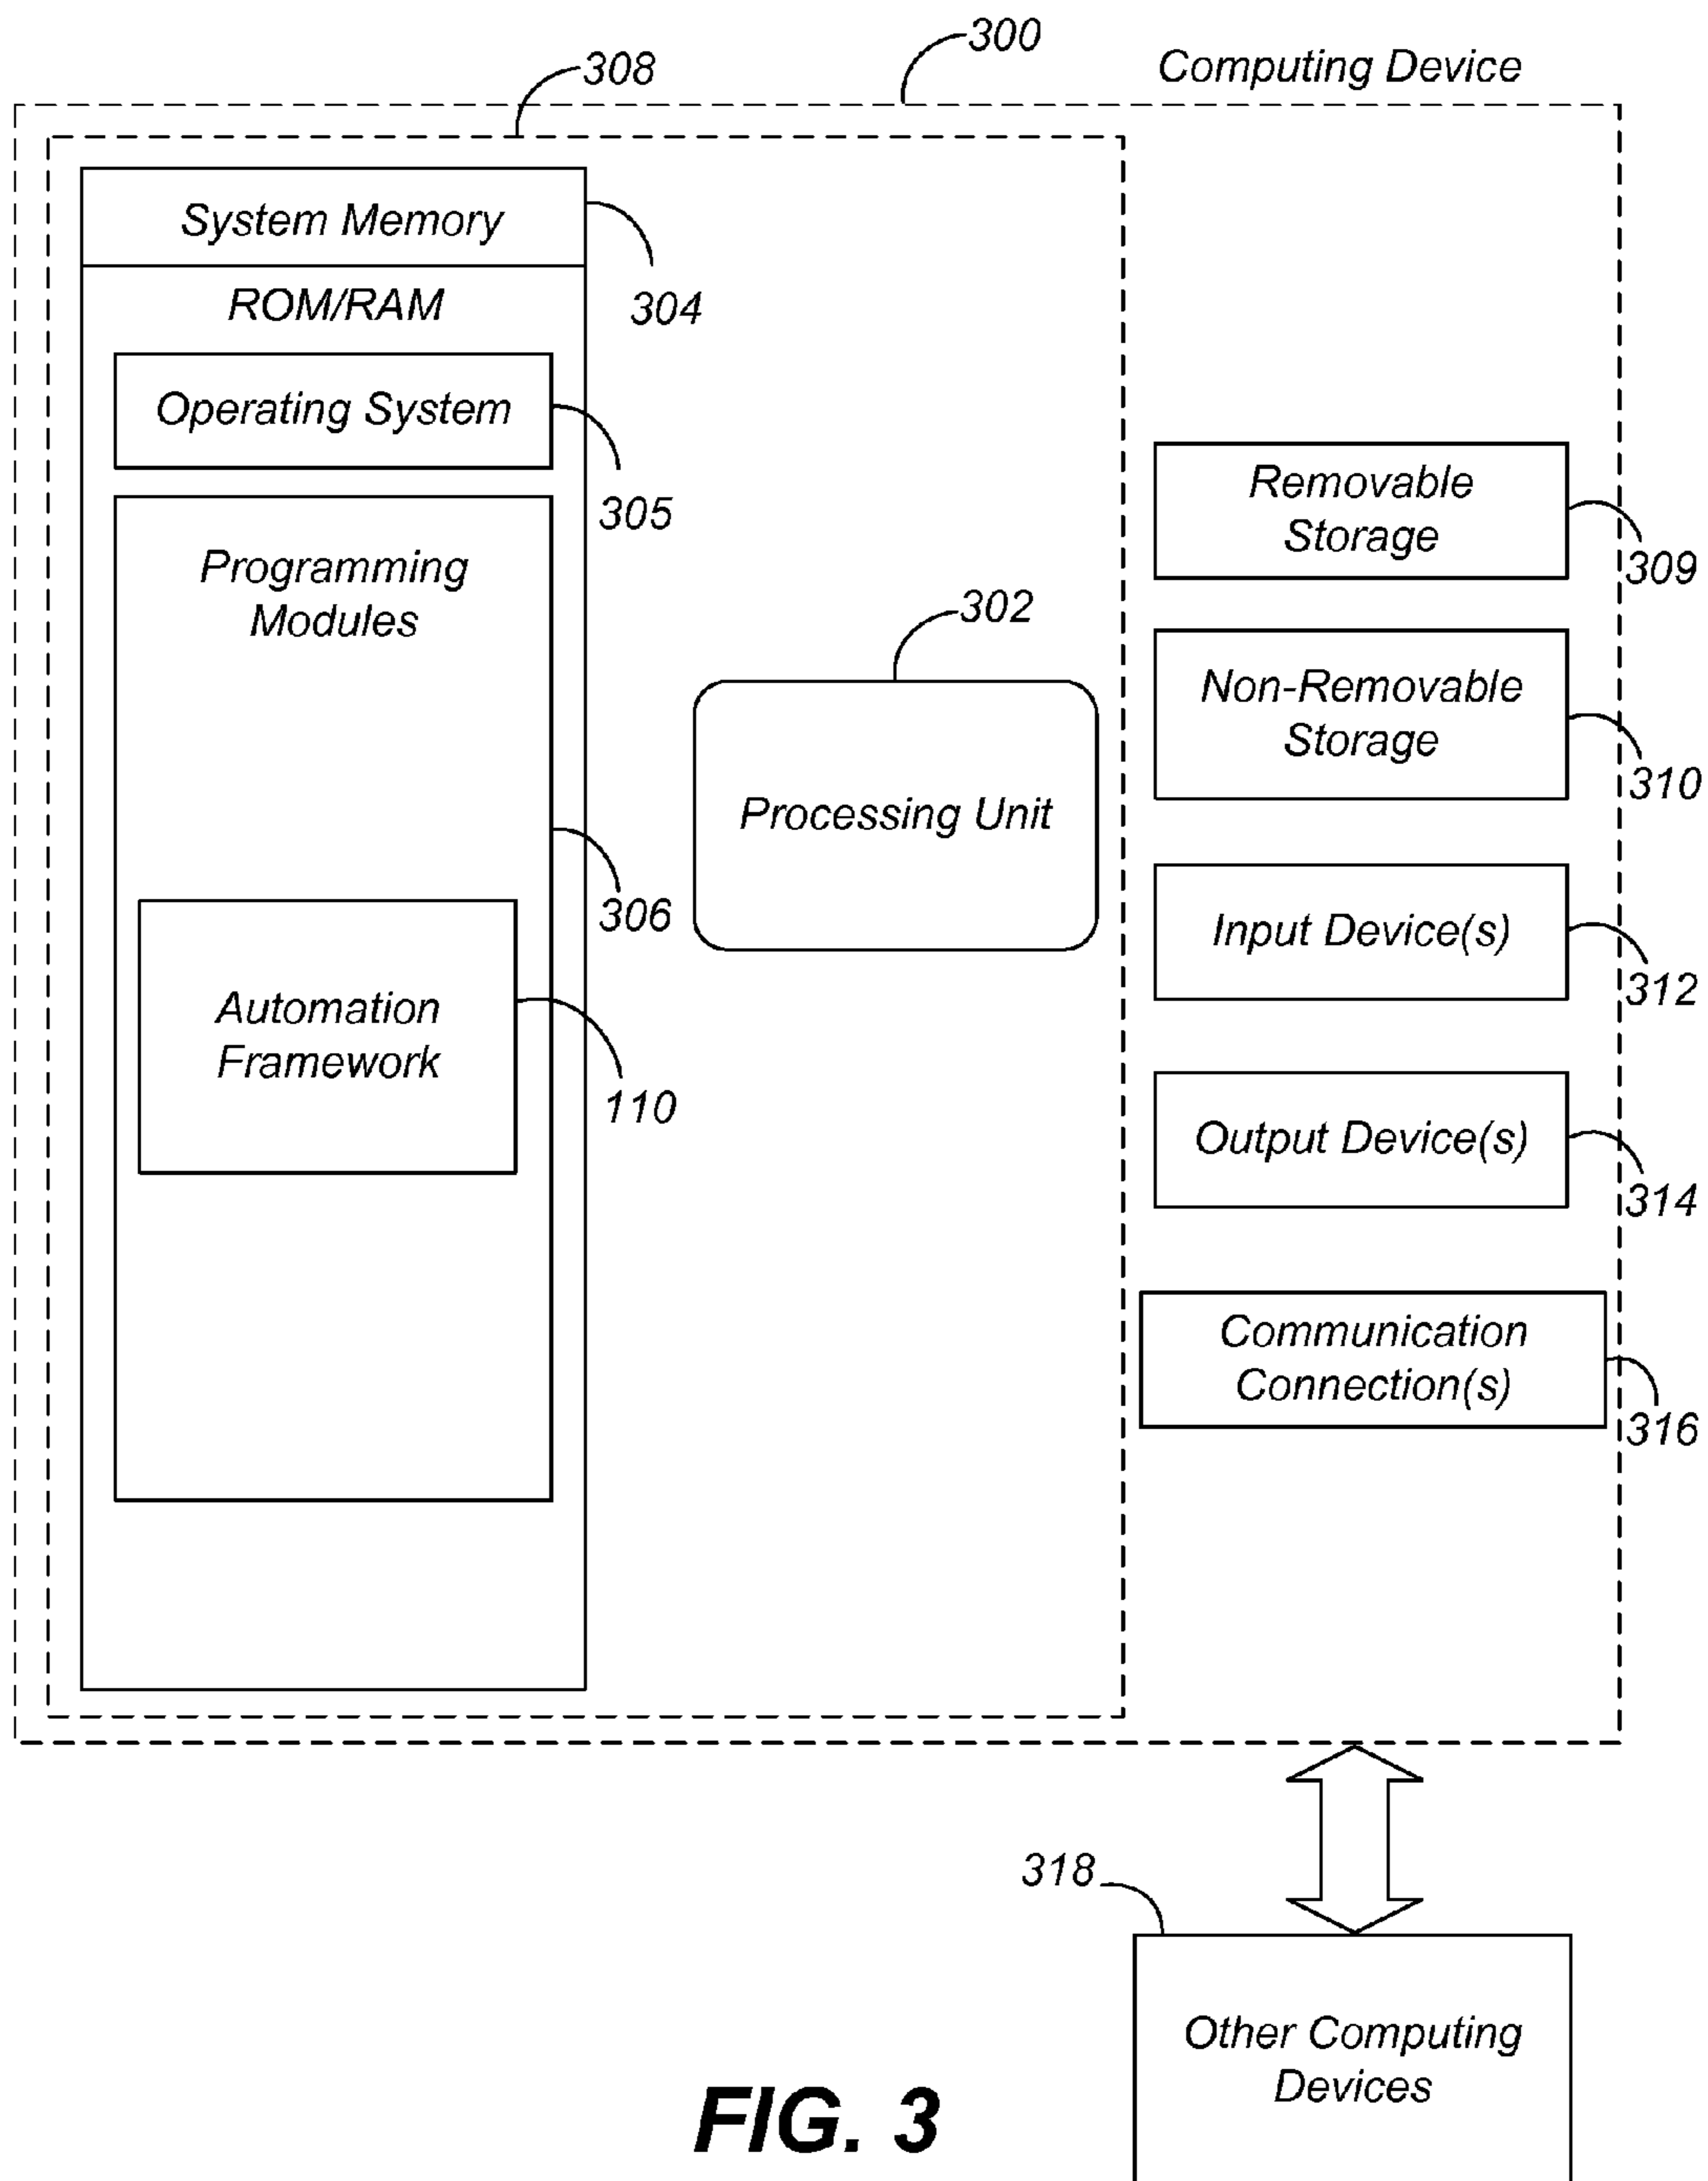 300
Computing Device
308
System Memory
304
ROM/RAM
Operating System
305
Programming
Modules
306
Automation
Framework
110
302
Processing Unit
Removable
Storage
309
Non-Removable
Storage
310
Input Device(s)
312
Output Device(s)
314
Communication
Connection(s)
316
318
Other Computing
Devices
FIG. 3